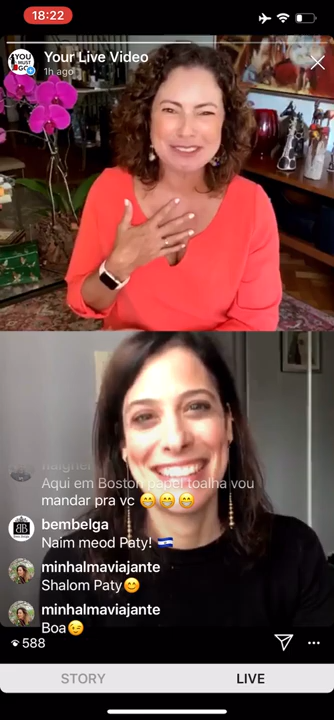 18:22
YOU
MUST
GO!
Your Live Video
1h ago
Aqui em Boston papel toalha vou
mandar pra vc 😁😁😁
BB
bembelga
Naim meod Paty! 🇸🇻
minhalmaviajante
Shalom Paty😊
minhalmaviajante
Boa😉
588
STORY LIVE